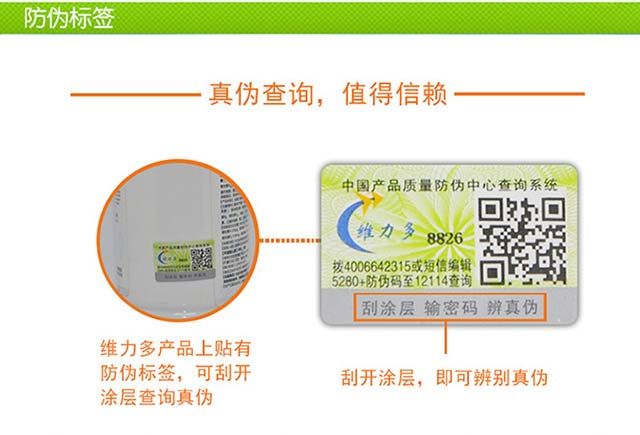 防伪标签
真伪查询，值得信赖
中国产品质量防伪中心查询系统
维力多 8826
拨4006642315或短信编辑
5280+防伪码至12114查询
刮涂层 输密码 辨真伪
维力多产品上贴有
防伪标签，可刮开
涂层查询真伪
刮开涂层，即可辨别真伪